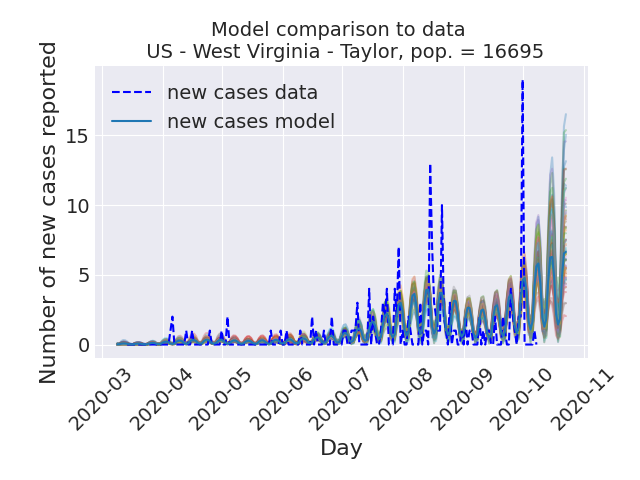 Model comparison to data
US - West Virginia - Taylor, pop. = 16695
new cases data
new cases model
Number of new cases reported
15
10
5
0
2020-03
2020-04
2020-05
2020-06
2020-07
2020-08
2020-09
2020-10
2020-11
Day